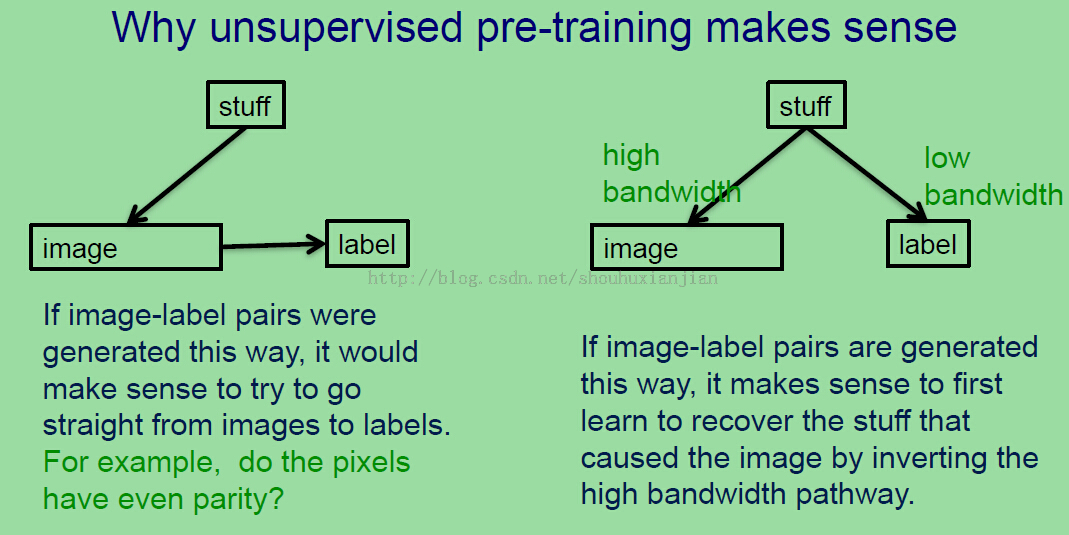 Why unsupervised pre-training makes sense
stuff
image
label
If image-label pairs were
generated this way, it would
make sense to try to go
straight from images to labels.
For example,  do the pixels
have even parity?
stuff
high
bandwidth
low
bandwidth
image
label
If image-label pairs are generated
this way, it makes sense to first
learn to recover the stuff that
caused the image by inverting the
high bandwidth pathway.
http://blog.csdn.net/shouhuxianjian